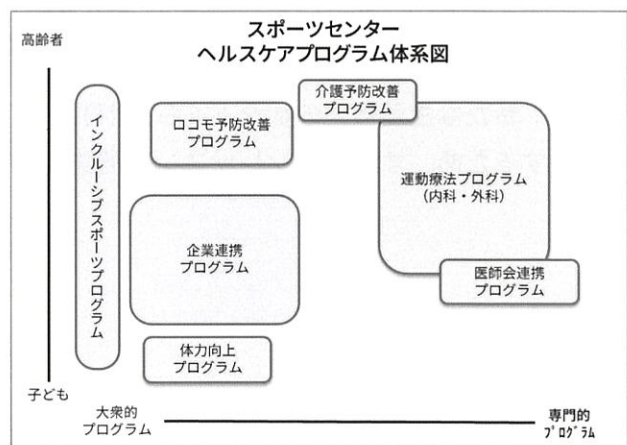 スポーツセンター
ヘルスケアプログラム体系図
高齢者
介護予防改善
プログラム
ロコモ予防改善
プログラム
インクルーシブスポーツプログラム
運動療法プログラム
（内科・外科）
企業連携
プログラム
医師会連携
プログラム
体力向上
プログラム
子ども
大衆的
プログラム
専門的
ﾌﾟﾛｸﾞﾗﾑ